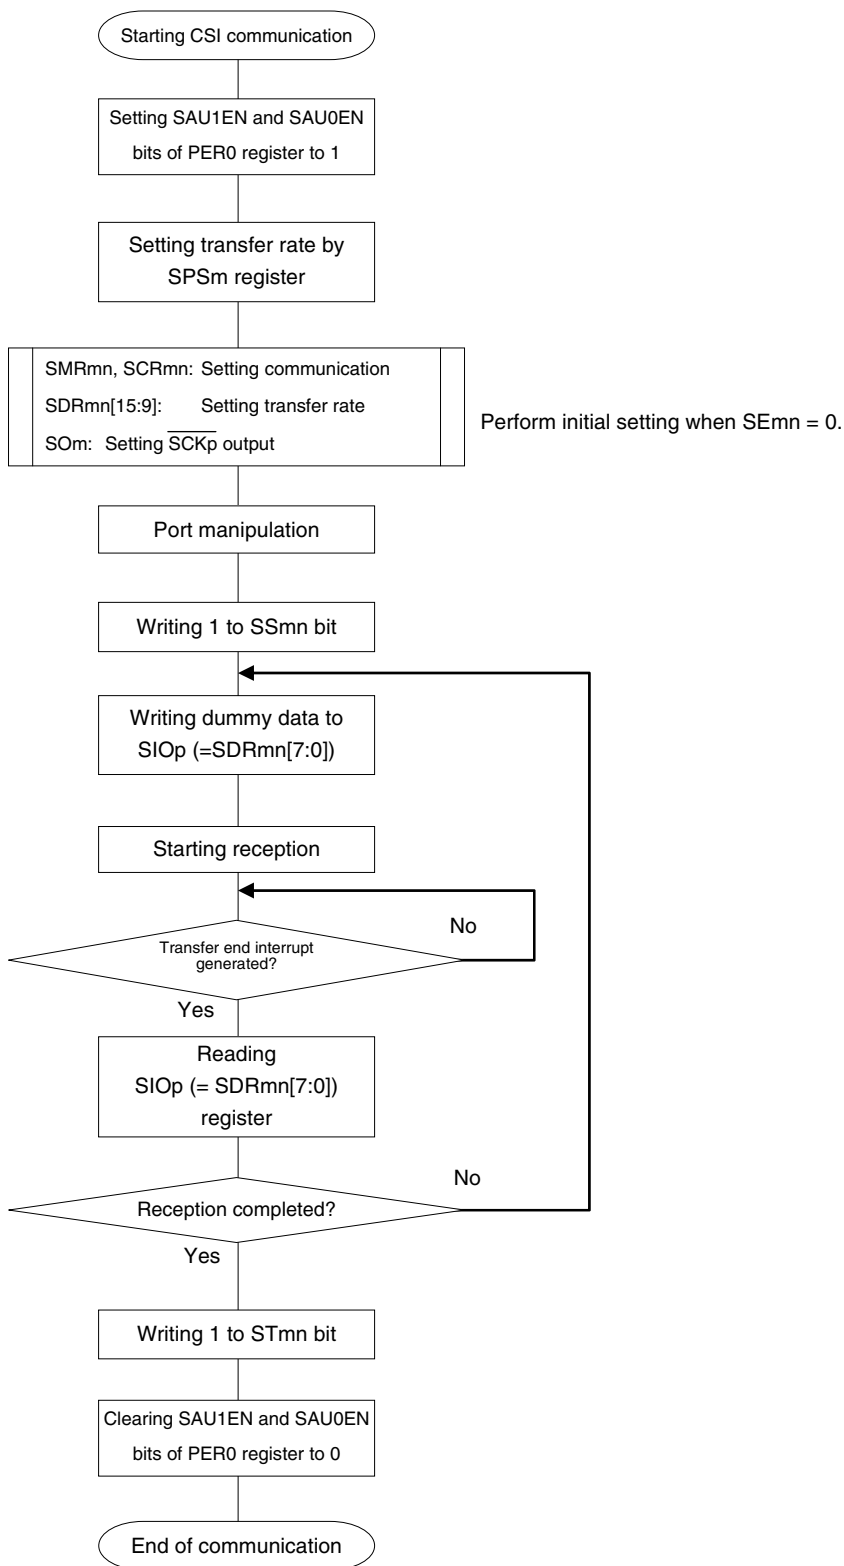 Starting CSI communication
Setting SAU1EN and SAU0EN
bits of PER0 register to 1
Setting transfer rate by
SPSm register
SMRmn, SCRmn: Setting communication
SDRmn[15:9]: Setting transfer rate
SOm: Setting S̅C̅K̅p̅ output
Perform initial setting when SEmn = 0.
Port manipulation
Writing 1 to SSmn bit
Writing dummy data to
SIOp (=SDRmn[7:0])
Starting reception
No
Transfer end interrupt
generated?
Yes
Reading
SIOp (= SDRmn[7:0])
register
No
Reception completed?
Yes
Writing 1 to STmn bit
Clearing SAU1EN and SAU0EN
bits of PER0 register to 0
End of communication